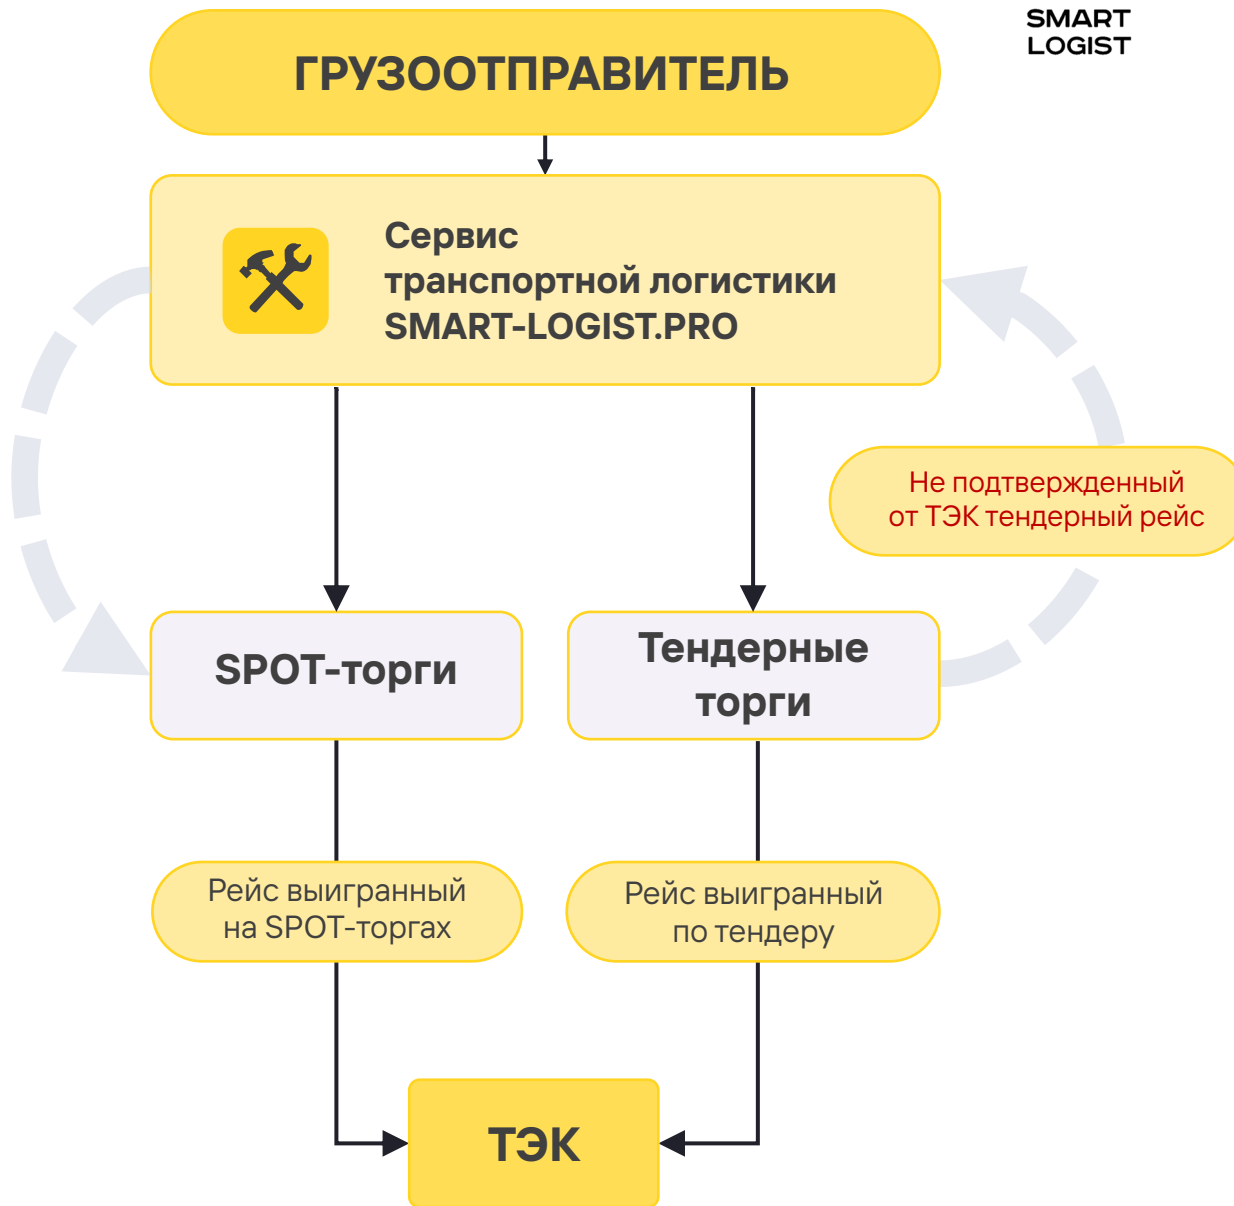 SMART
LOGIST
ГРУЗООТПРАВИТЕЛЬ
Сервис
транспортной логистики
SMART-LOGIST.PRO
Не подтвержденный
от ТЭК тендерный рейс
SPOT-торги
Тендерные
торги
Рейс выигранный
на SPOT-торгах
Рейс выигранный
по тендеру
ТЭК